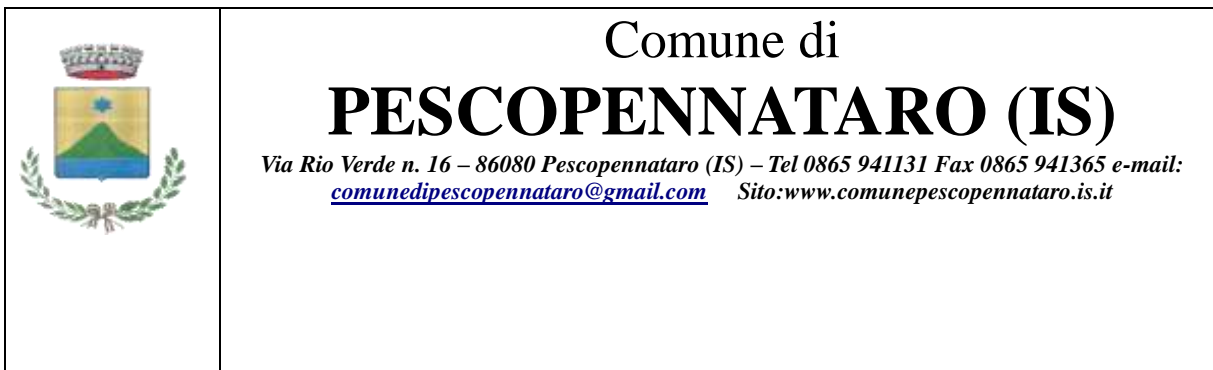 Comune di
PESCOPENNATARO (IS)
Via Rio Verde n. 16 – 86080 Pescopennataro (IS) – Tel 0865 941131 Fax 0865 941365 e-mail:
comunedipescopennataro@gmail.com Sito:www.comunepescopennataro.is.it